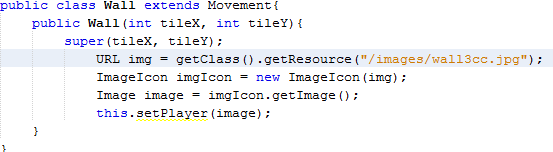 public class Wall extends Movement{
public Wall(int tileX, int tileY){
super(tileX, tileY);
URL img = getClass().getResource("/images/wall3cc.jpg");
ImageIcon imgIcon = new ImageIcon(img);
Image image = imgIcon.getImage();
this.setPlayer(image);
}
}